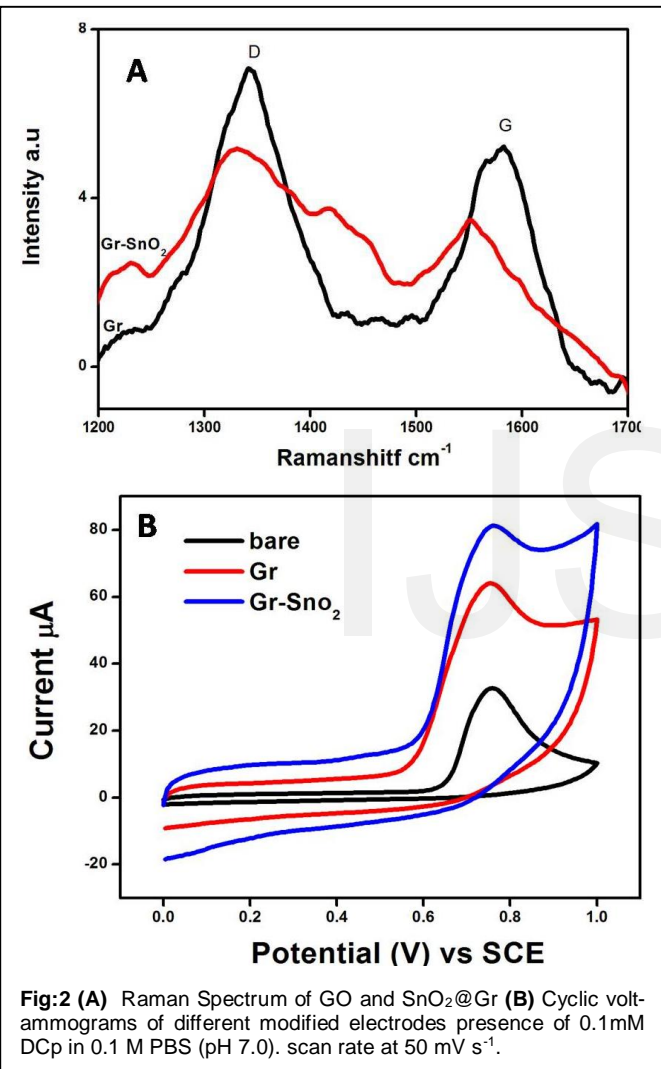 8
A
D
G
4
Intensity a.u
Gr-SnO₂
Gr
0
1200 1300 1400 1500 1600 1700
Ramanshitf cm⁻¹
IJS
B
bare
Gr
Gr-Sno₂
80
60
40
20
0
-20
Current µA
0.0 0.2 0.4 0.6 0.8 1.0
Potential (V) vs SCE
Fig:2 (A) Raman Spectrum of GO and SnO₂@Gr (B) Cyclic volt-
ammograms of different modified electrodes presence of 0.1mM
DCp in 0.1 M PBS (pH 7.0). scan rate at 50 mV s⁻¹.